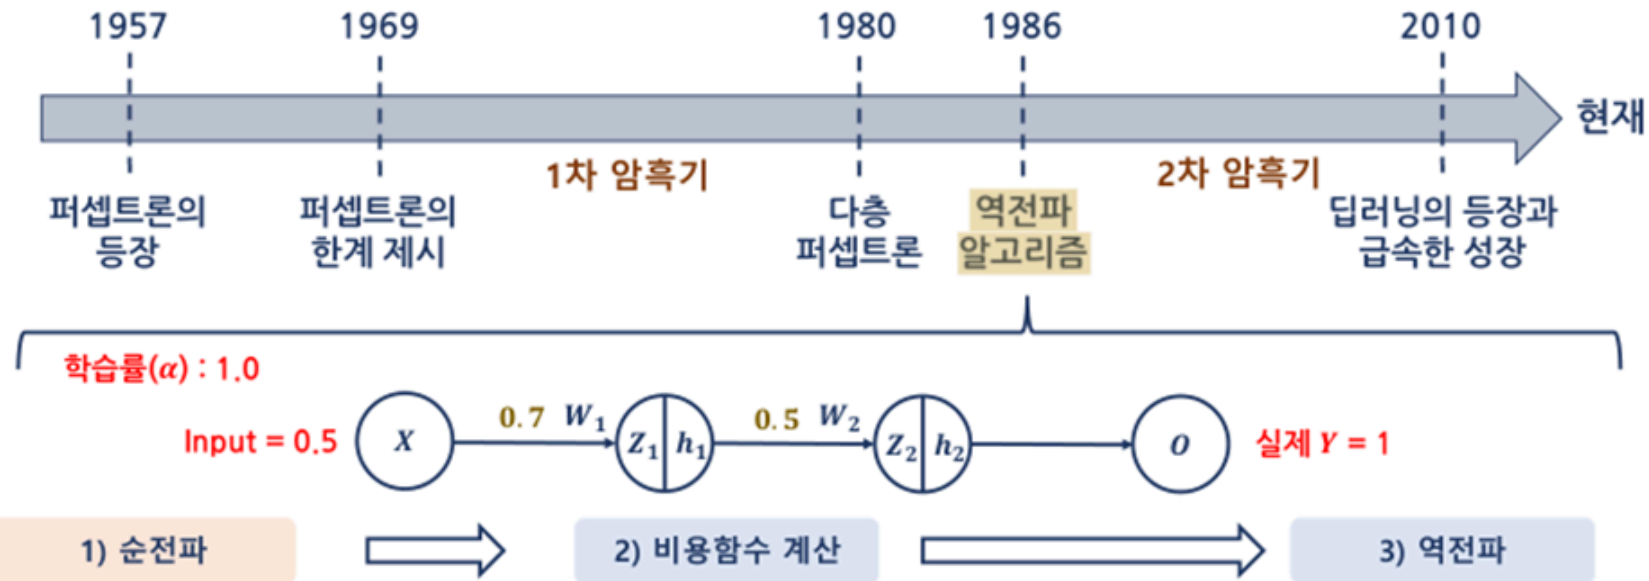 1957 1969 1980 1986 2010
현재
1차 암흑기 2차 암흑기
퍼셉트론의 퍼셉트론의 다층 역전파 딥러닝의 등장과
등장 한계 제시 퍼셉트론 알고리즘 급속한 성장
학습률(α) : 1.0
0.7 W₁ 0.5 W₂
Input = 0.5 X Z₁ h₁ Z₂ h₂ O 실제 Y = 1
1) 순전파 2) 비용함수 계산 3) 역전파